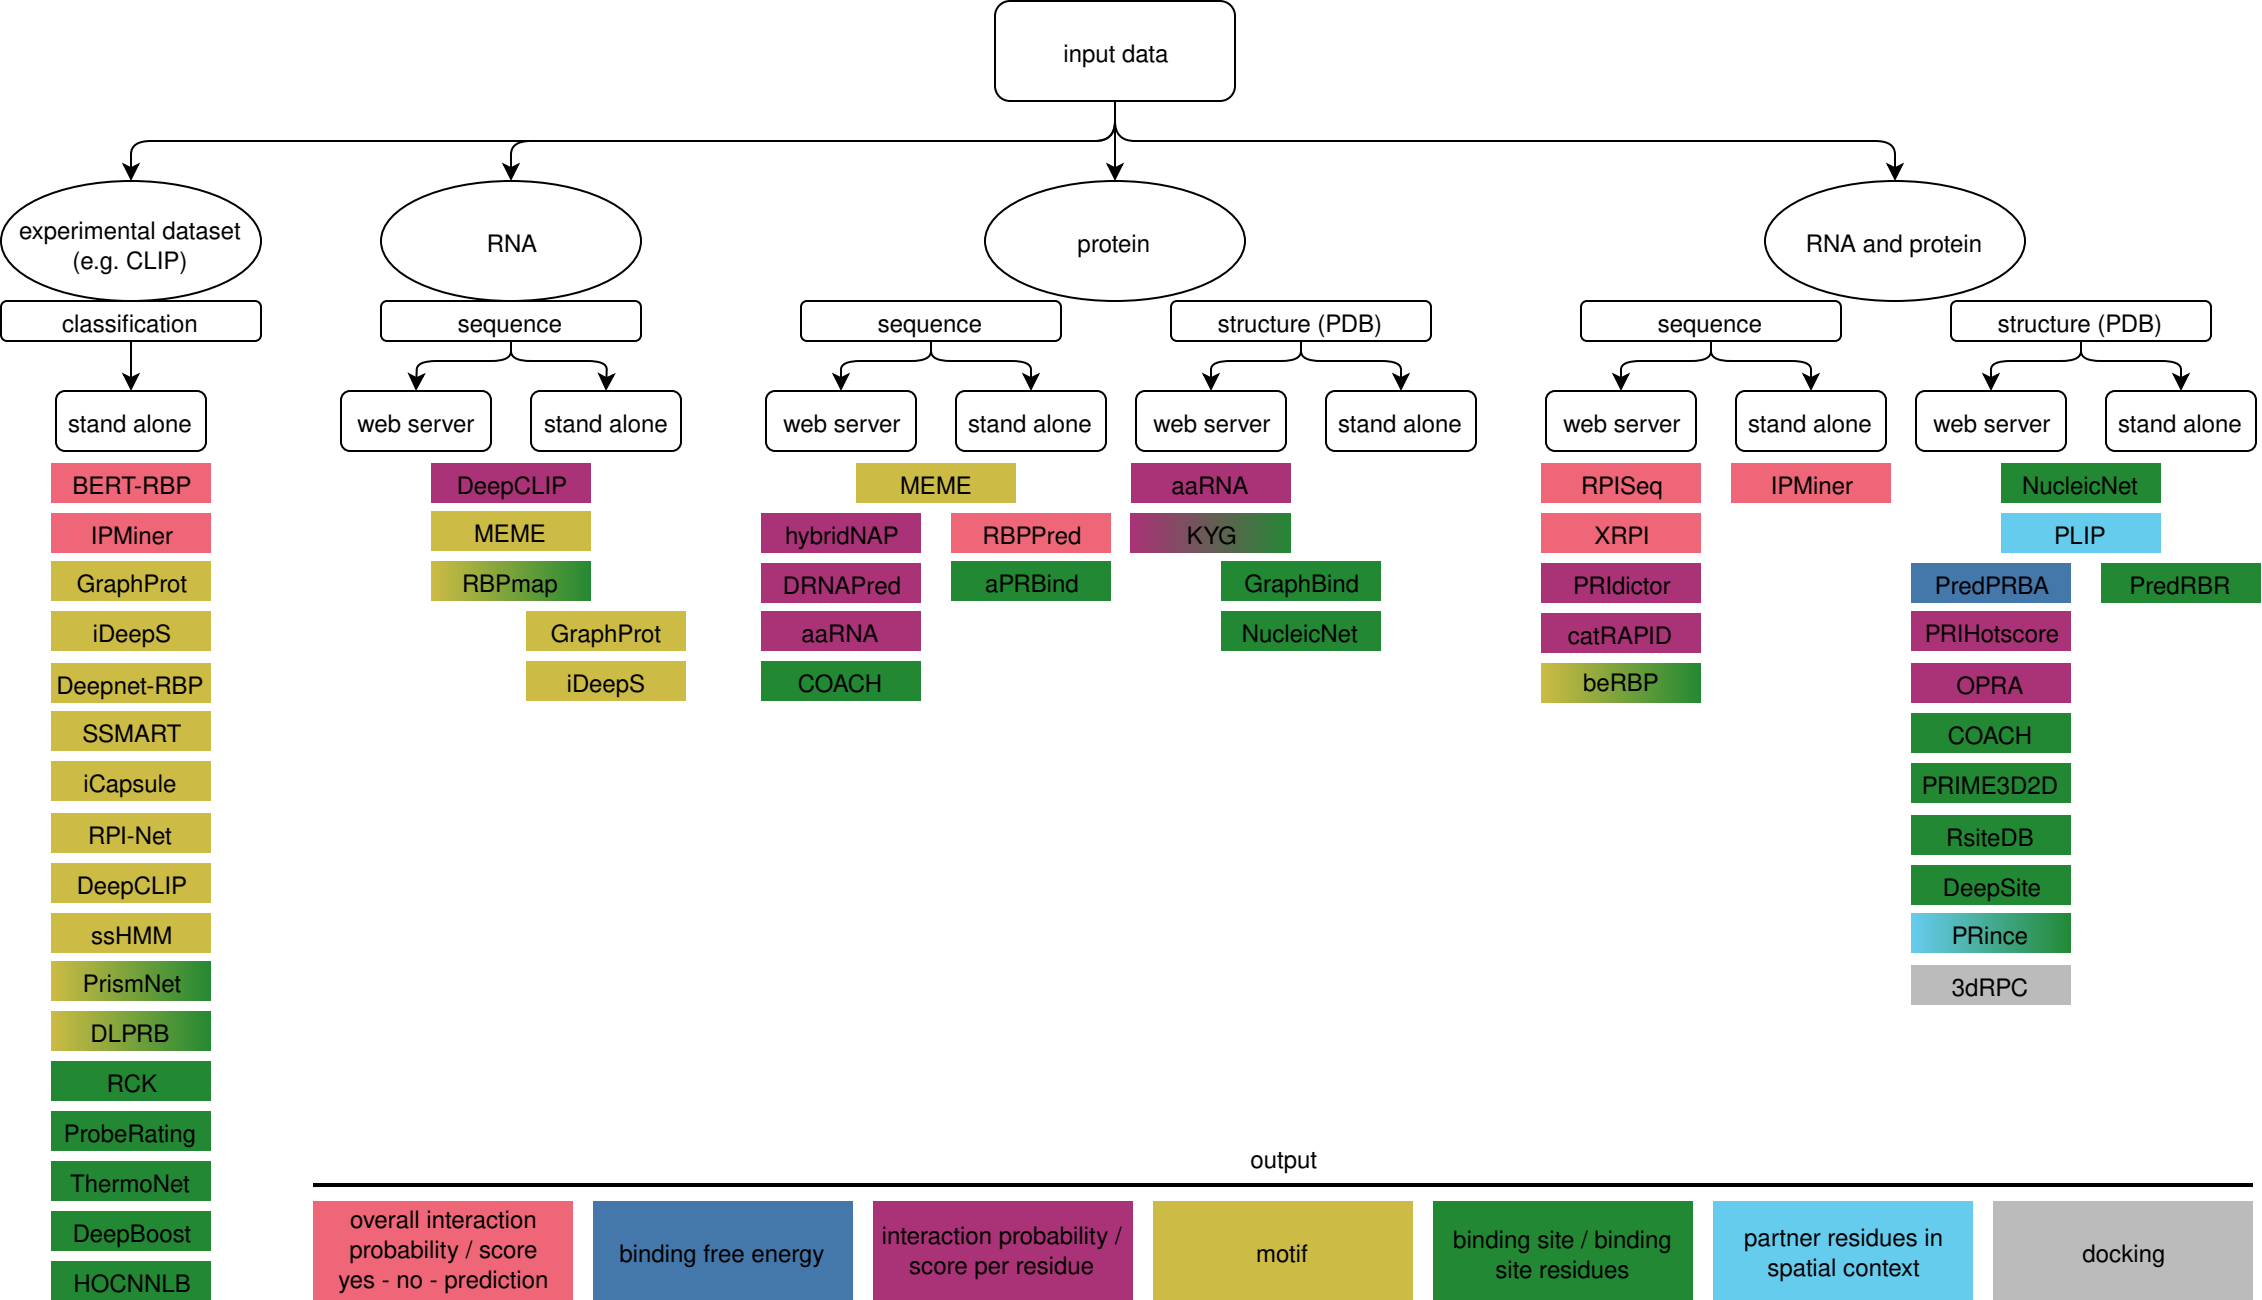 input data
experimental dataset
(e.g. CLIP)
RNA
protein
RNA and protein
classification
sequence
sequence
structure (PDB)
sequence
structure (PDB)
stand alone
web server
stand alone
web server
stand alone
web server
stand alone
web server
stand alone
web server
stand alone
BERT-RBP
IPMiner
GraphProt
iDeepS
Deepnet-RBP
SSMART
iCapsule
RPI-Net
DeepCLIP
ssHMM
PrismNet
DLPRB
RCK
ProbeRating
ThermoNet
DeepBoost
HOCNNLB
DeepCLIP
MEME
RBPmap
GraphProt
iDeepS
MEME
hybridNAP
DRNAPred
aaRNA
COACH
RBPPred
aPRBind
aaRNA
KYG
GraphBind
NucleicNet
RPISeq
XRPI
PRIdictor
catRAPID
beRBP
IPMiner
NucleicNet
PLIP
PredPRBA
PRIHotscore
OPRA
COACH
PRIME3D2D
RsiteDB
DeepSite
PRince
3dRPC
PredRBR
output
overall interaction
probability / score
yes - no - prediction
binding free energy
interaction probability /
score per residue
motif
binding site / binding
site residues
partner residues in
spatial context
docking